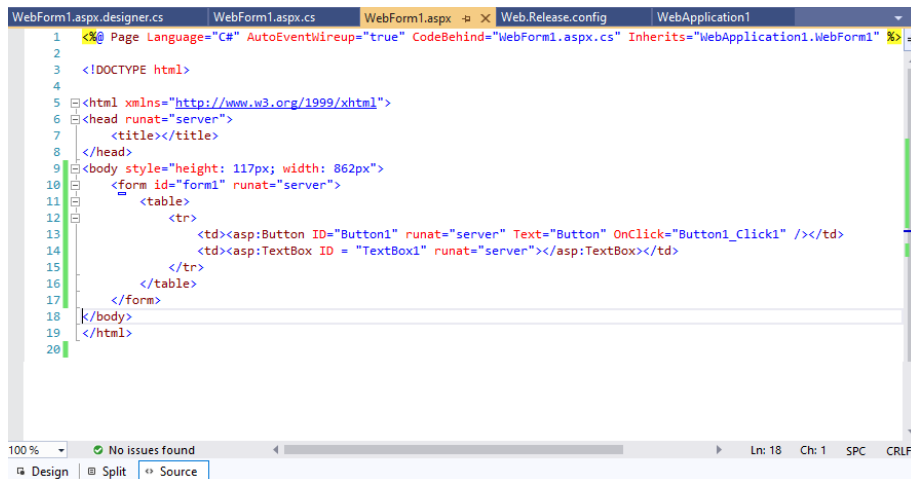 WebForm1.aspx.designer.cs WebForm1.aspx.cs WebForm1.aspx Web.Release.config WebApplication1
1 <%@ Page Language="C#" AutoEventWireup="true" CodeBehind="WebForm1.aspx.cs" Inherits="WebApplication1.WebForm1" %>
2
3 <!DOCTYPE html>
4
5 <html xmlns="http://www.w3.org/1999/xhtml">
6 <head runat="server">
7 <title></title>
8 </head>
9 <body style="height: 117px; width: 862px">
10 <form id="form1" runat="server">
11 <table>
12 <tr>
13 <td><asp:Button ID="Button1" runat="server" Text="Button" OnClick="Button1_Click1" /></td>
14 <td><asp:TextBox ID = "TextBox1" runat="server"></asp:TextBox></td>
15 </tr>
16 </table>
17 </form>
18 </body>
19 </html>
20
100 % No issues found Ln: 18 Ch: 1 SPC CRLF
Design Split Source